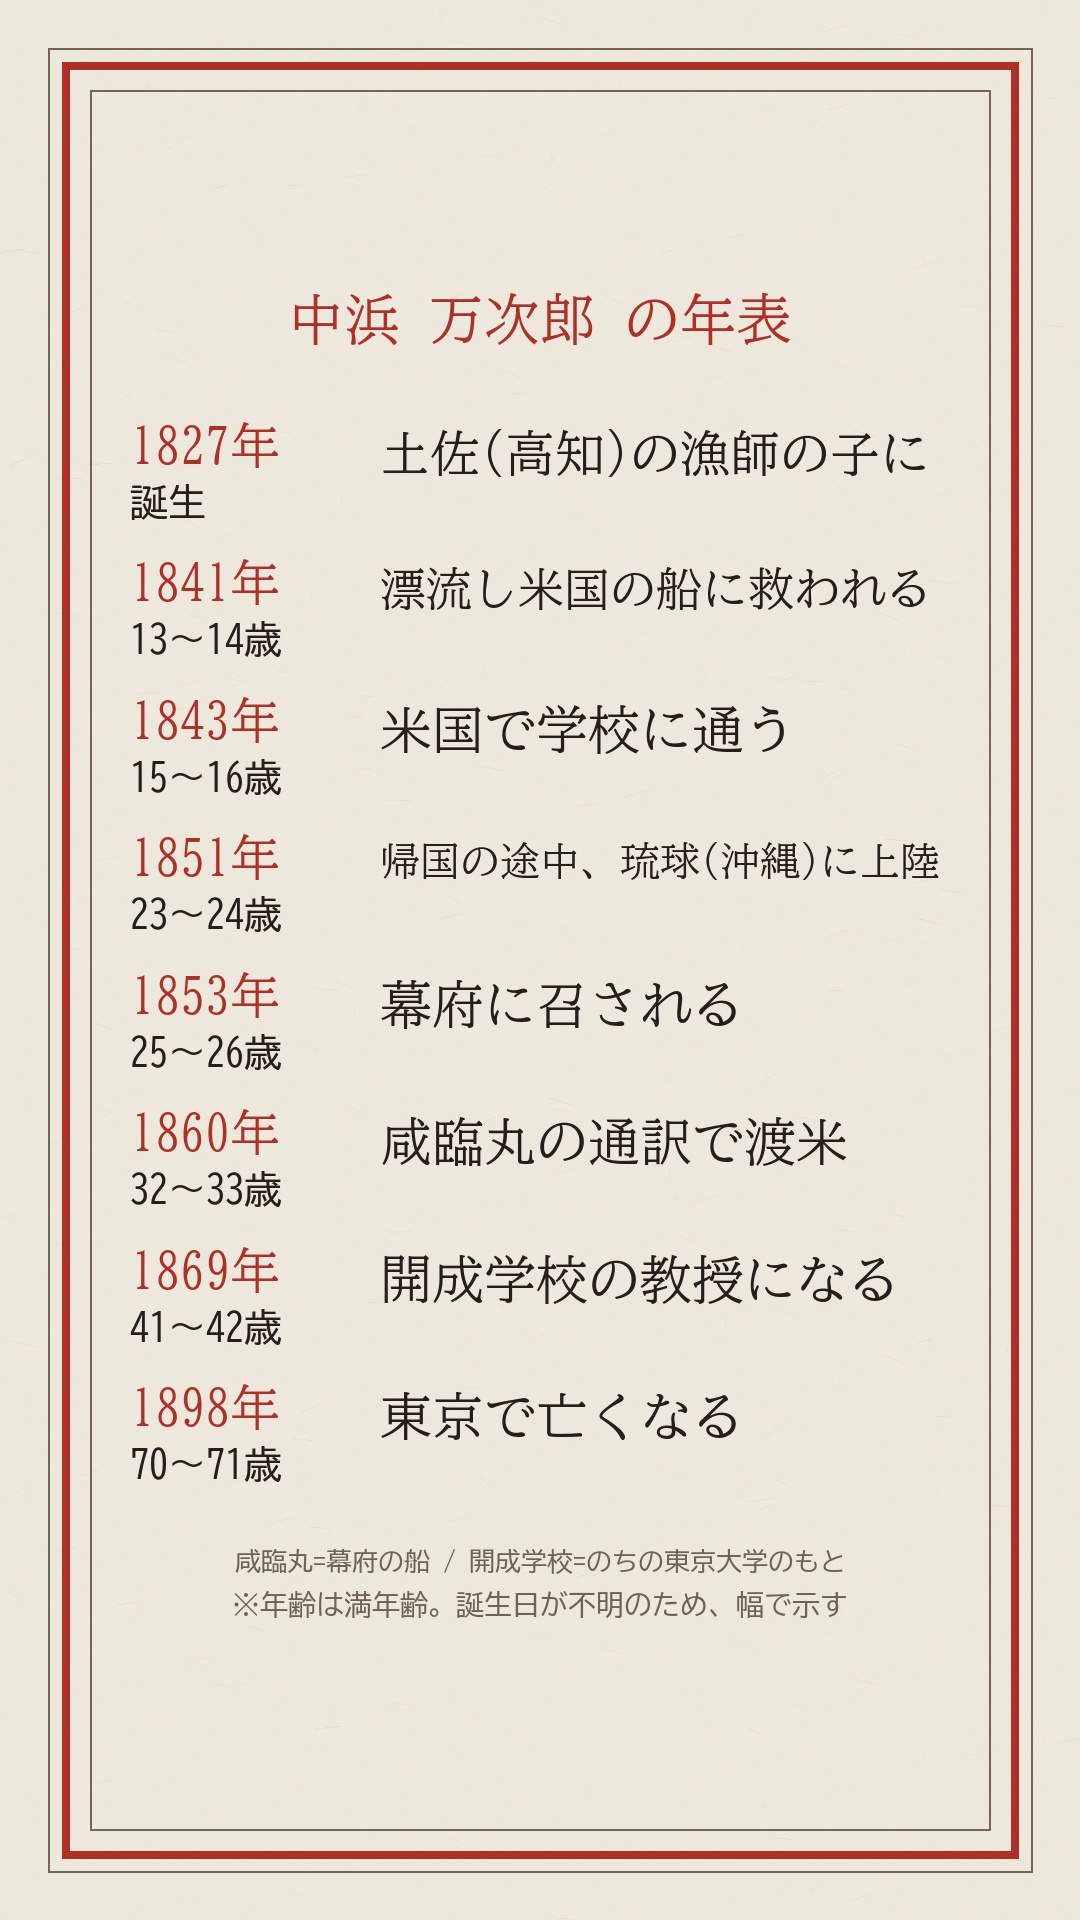 中浜 万次郎 の年表
1827年 土佐(高知)の漁師の子に
誕生
1841年 漂流し米国の船に救われる
13〜14歳
1843年 米国で学校に通う
15〜16歳
1851年 帰国の途中、琉球(沖縄)に上陸
23〜24歳
1853年 幕府に召される
25〜26歳
1860年 咸臨丸の通訳で渡米
32〜33歳
1869年 開成学校の教授になる
41〜42歳
1898年 東京で亡くなる
70〜71歳
咸臨丸=幕府の船 / 開成学校=のちの東京大学のもと
※年齢は満年齢。誕生日が不明のため、幅で示す